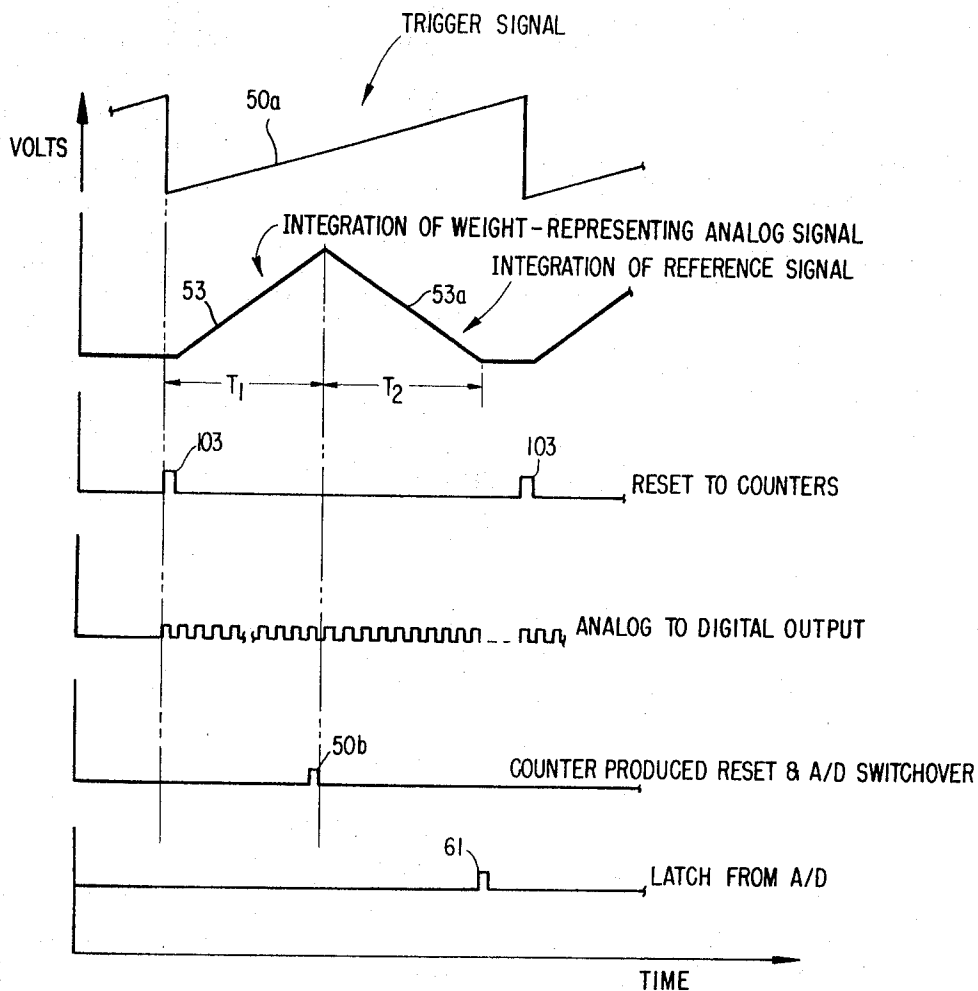 TRIGGER SIGNAL
50a
VOLTS
INTEGRATION OF WEIGHT-REPRESENTING ANALOG SIGNAL
INTEGRATION OF REFERENCE SIGNAL
53
53a
T1
T2
103
103
RESET TO COUNTERS
ANALOG TO DIGITAL OUTPUT
50b
COUNTER PRODUCED RESET & A/D SWITCHOVER
61
LATCH FROM A/D
TIME